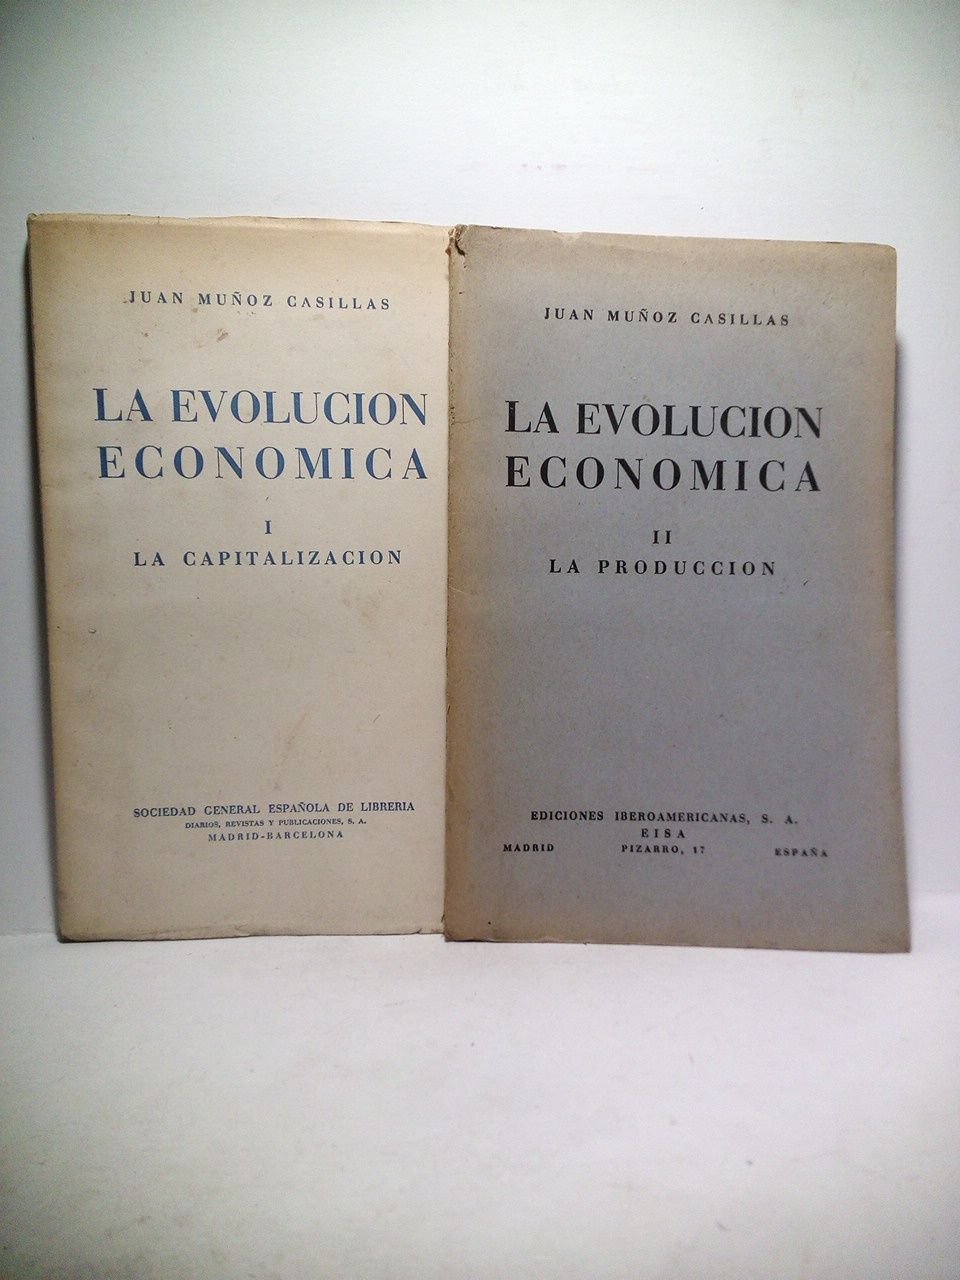 JUAN MUÑOZ CASILLAS
LA EVOLUCION
ECONOMICA
I
LA CAPITALIZACION
SOCIEDAD GENERAL ESPAÑOLA DE LIBRERIA
DIARIOS, REVISTAS Y PUBLICACIONES, S. A.
MADRID-BARCELONA
JUAN MUÑOZ CASILLAS
LA EVOLUCION
ECONOMICA
II
LA PRODUCCION
EDICIONES IBEROAMERICANAS, S. A.
EISA
MADRID PIZARRO, 17 ESPAÑA